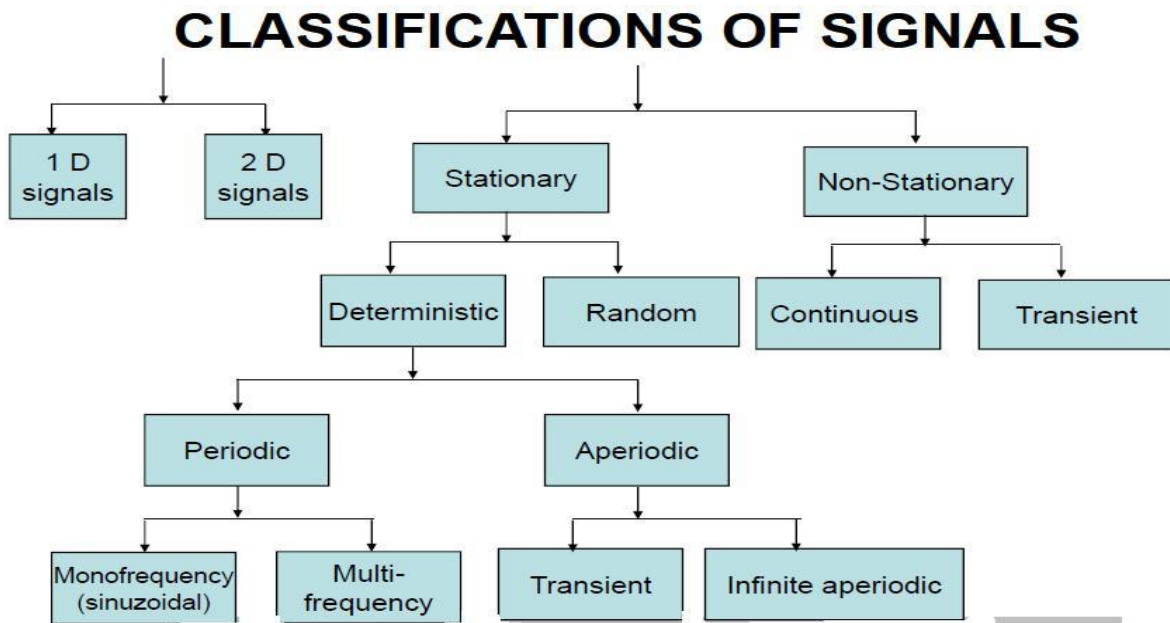 CLASSIFICATIONS OF SIGNALS
1 D
signals
2 D
signals
Stationary
Non-Stationary
Deterministic
Random
Continuous
Transient
Periodic
Aperiodic
Monofrequency
(sinuzoidal)
Multi-
frequency
Transient
Infinite aperiodic